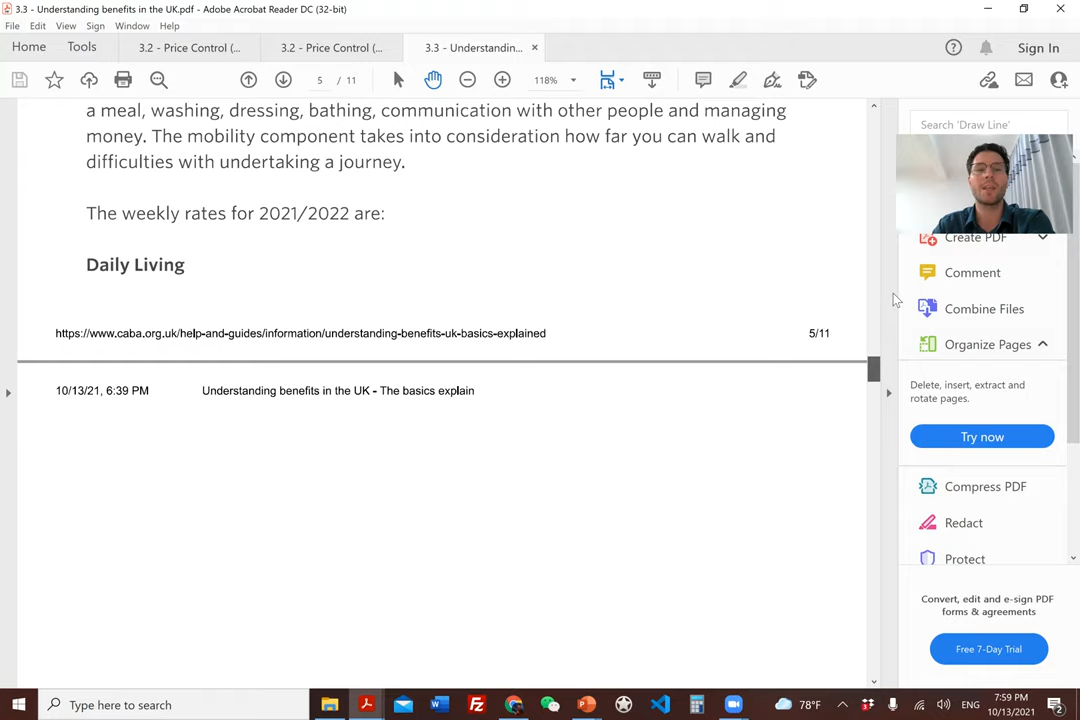 3.3 - Understanding benefits in the UK.pdf - Adobe Acrobat Reader DC (32-bit)
File Edit View Sign Window Help
Home Tools 3.2 - Price Control (... 3.2 - Price Control (... 3.3 - Understandin... × Sign In
5 / 11 118%
a meal, washing, dressing, bathing, communication with other people and managing
money. The mobility component takes into consideration how far you can walk and
difficulties with undertaking a journey.
The weekly rates for 2021/2022 are:
Daily Living
https://www.caba.org.uk/help-and-guides/information/understanding-benefits-uk-basics-explained 5/11
10/13/21, 6:39 PM Understanding benefits in the UK - The basics explain
Search 'Draw Line'
Create PDF
Comment
Combine Files
Organize Pages
Delete, insert, extract and
rotate pages.
Try now
Compress PDF
Redact
Protect
Convert, edit and e-sign PDF
forms & agreements
Free 7-Day Trial
Type here to search
78°F
ENG
7:59 PM
10/13/2021
2